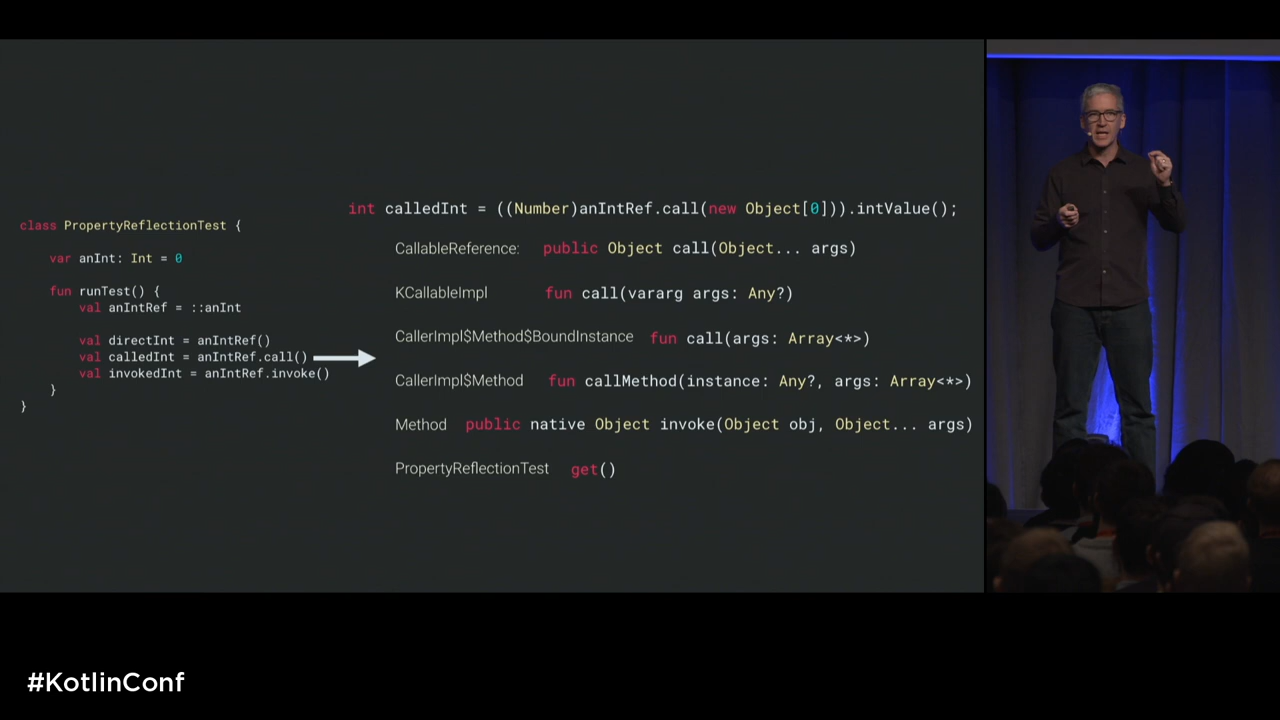 class PropertyReflectionTest {
var anInt: Int = 0
fun runTest() {
val anIntRef = ::anInt
val directInt = anIntRef()
val calledInt = anIntRef.call()
val invokedInt = anIntRef.invoke()
}
}
int calledInt = ((Number)anIntRef.call(new Object[0])).intValue();
CallableReference: public Object call(Object... args)
KCallableImpl fun call(vararg args: Any?)
CallerImpl$Method$BoundInstance fun call(args: Array<*>)
CallerImpl$Method fun callMethod(instance: Any?, args: Array<*>)
Method public native Object invoke(Object obj, Object... args)
PropertyReflectionTest get()
#KotlinConf